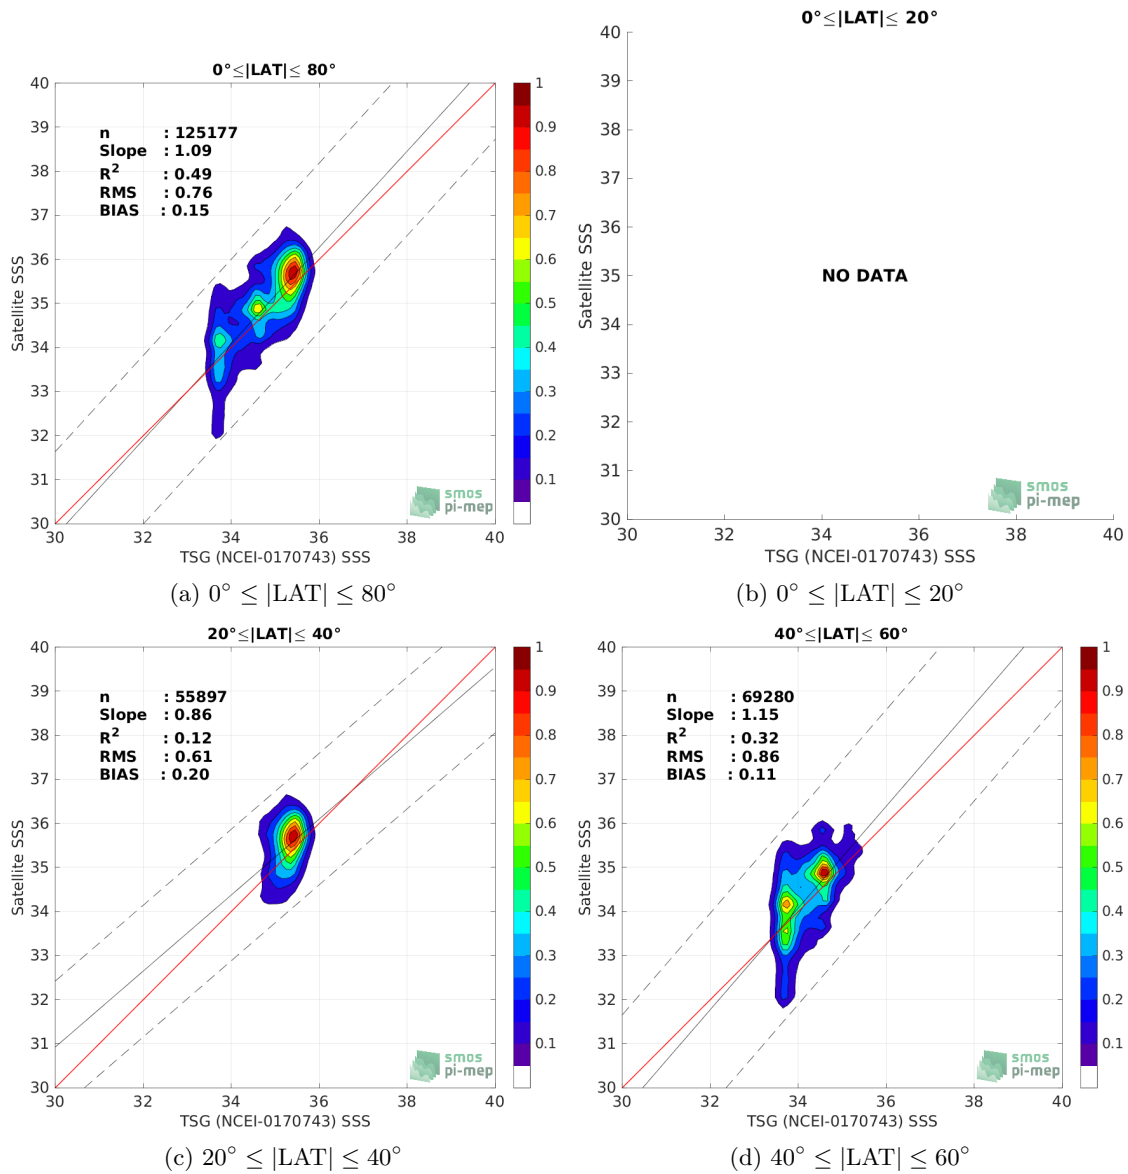 0°≤|LAT|≤ 80°
40
39
38
37
36
35
34
33
32
31
30
Satellite SSS
n : 125177
Slope : 1.09
R² : 0.49
RMS : 0.76
BIAS : 0.15
smos
pi-mep
30 32 34 36 38 40
TSG (NCEI-0170743) SSS
1
0.9
0.8
0.7
0.6
0.5
0.4
0.3
0.2
0.1
(a) 0° ≤ |LAT| ≤ 80°
0°≤|LAT|≤ 20°
40
39
38
37
36
35
34
33
32
31
30
Satellite SSS
NO DATA
smos
pi-mep
30 32 34 36 38 40
TSG (NCEI-0170743) SSS
(b) 0° ≤ |LAT| ≤ 20°
20°≤|LAT|≤ 40°
40
39
38
37
36
35
34
33
32
31
30
Satellite SSS
n : 55897
Slope : 0.86
R² : 0.12
RMS : 0.61
BIAS : 0.20
smos
pi-mep
30 32 34 36 38 40
TSG (NCEI-0170743) SSS
1
0.9
0.8
0.7
0.6
0.5
0.4
0.3
0.2
0.1
(c) 20° ≤ |LAT| ≤ 40°
40°≤|LAT|≤ 60°
40
39
38
37
36
35
34
33
32
31
30
Satellite SSS
n : 69280
Slope : 1.15
R² : 0.32
RMS : 0.86
BIAS : 0.11
smos
pi-mep
30 32 34 36 38 40
TSG (NCEI-0170743) SSS
1
0.9
0.8
0.7
0.6
0.5
0.4
0.3
0.2
0.1
(d) 40° ≤ |LAT| ≤ 60°